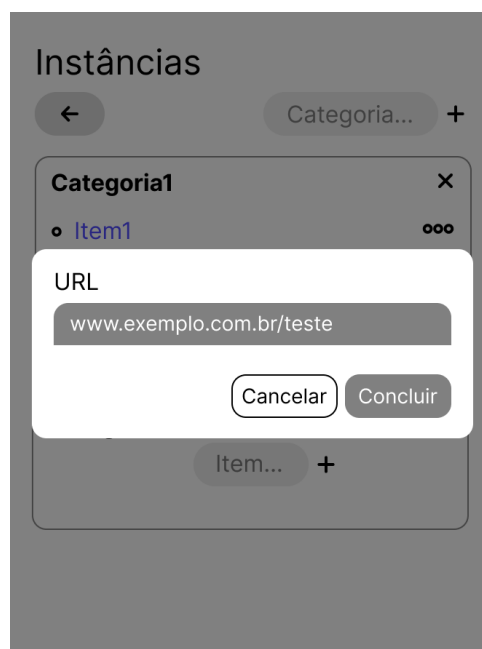 Instâncias
Categoria...
Categoria1
Item1
URL
www.exemplo.com.br/teste
Cancelar
Concluir
Item...